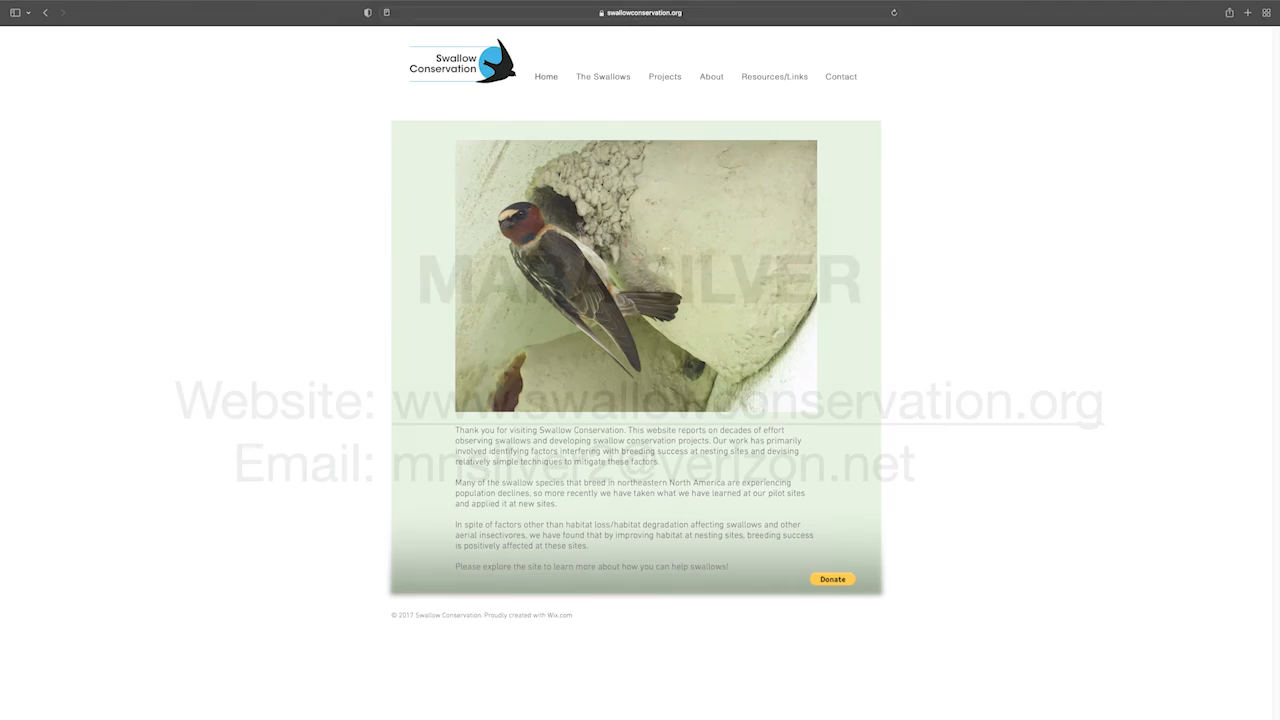 swallowconservation.org
Swallow
Conservation
Home The Swallows Projects About Resources/Links Contact
SILVER
Website: www.swallowconservation.org
Email: mnsilver2@verizon.net
Thank you for visiting Swallow Conservation. This website reports on decades of effort
observing swallows and developing swallow conservation projects. Our work has primarily
involved identifying factors interfering with breeding success at nesting sites and devising
relatively simple techniques to mitigate these factors.
Many of the swallow species that breed in northeastern North America are experiencing
population declines, so more recently we have taken what we have learned at our pilot sites
and applied it at new sites.
In spite of factors other than habitat loss/habitat degradation affecting swallows and other
aerial insectivores, we have found that by improving habitat at nesting sites, breeding success
is positively affected at these sites.
Please explore the site to learn more about how you can help swallows!
Donate
© 2017 Swallow Conservation. Proudly created with Wix.com